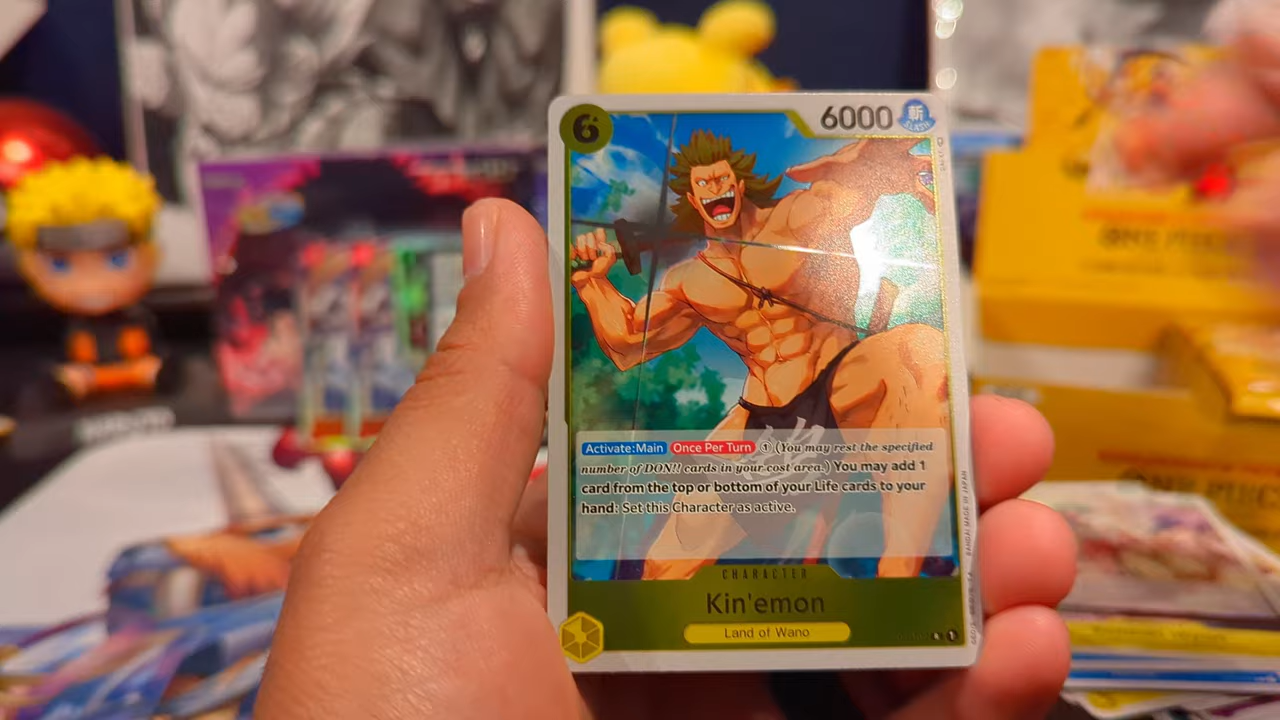 6
6000
斬
SLASH
Activate:Main Once Per Turn ① (You may rest the specified
number of DON!! cards in your cost area.) You may add 1
card from the top or bottom of your Life cards to your
hand: Set this Character as active.
CHARACTER
Kin'emon
Land of Wano